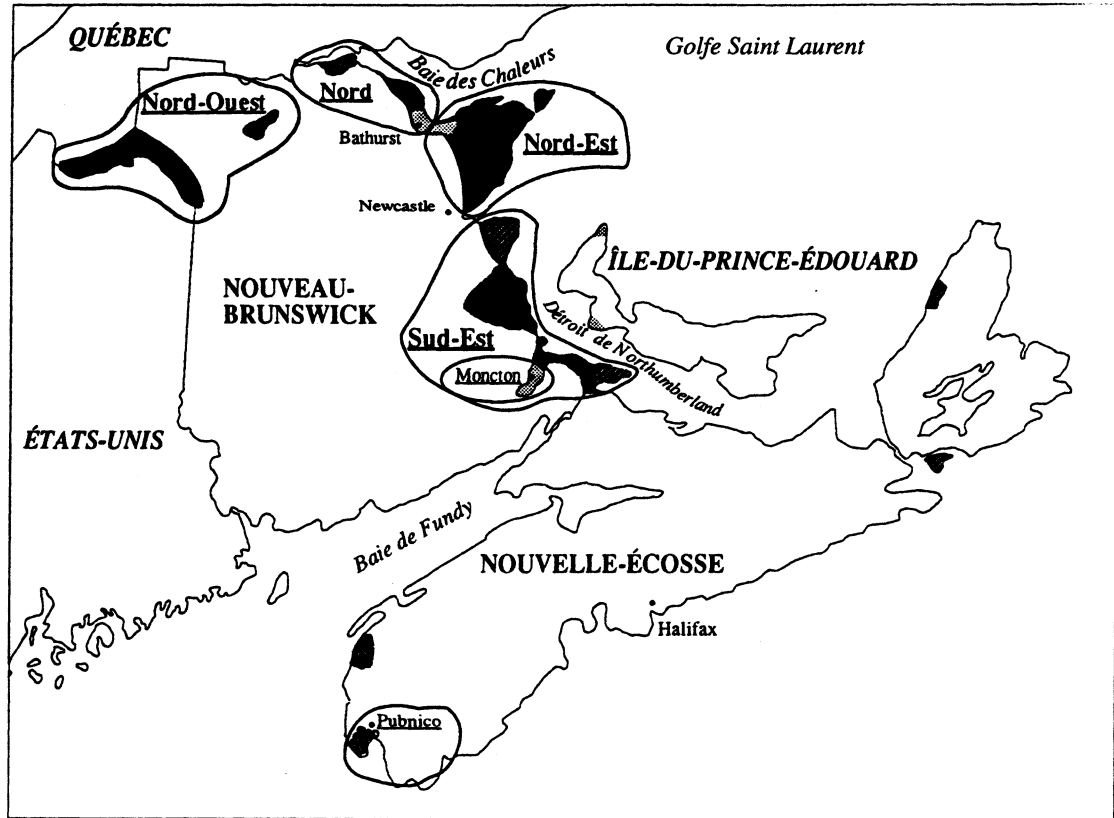 QUÉBEC
Golfe Saint Laurent
Baie des Chaleurs
Nord
Nord-Ouest
Bathurst
Nord-Est
Newcastle
ÎLE-DU-PRINCE-ÉDOUARD
NOUVEAU-
BRUNSWICK
Détroit de Northumberland
Sud-Est
Moncton
ÉTATS-UNIS
Baie de Fundy
NOUVELLE-ÉCOSSE
Halifax
Pubnico